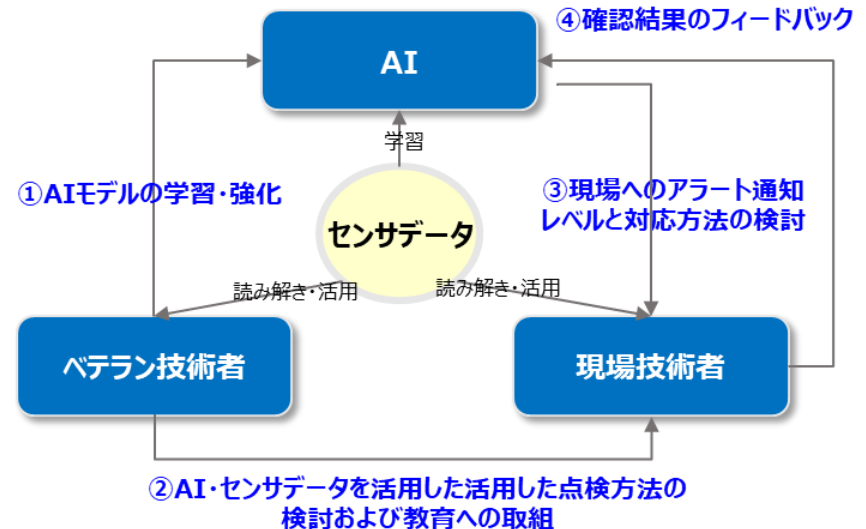 ④確認結果のフィードバック
AI
学習
①AIモデルの学習・強化
③現場へのアラート通知
レベルと対応方法の検討
センサデータ
読み解き・活用
読み解き・活用
ベテラン技術者
現場技術者
②AI・センサデータを活用した活用した点検方法の
検討および教育への取組